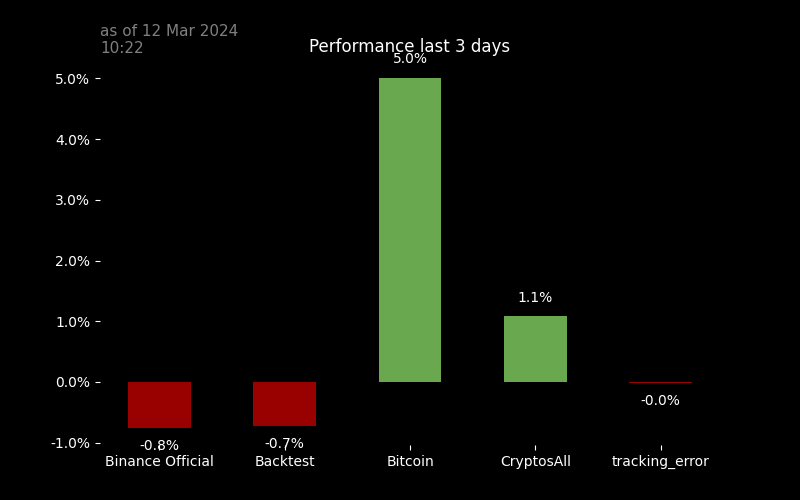 as of 12 Mar 2024
10:22
Performance last 3 days
5.0%
5.0%
4.0%
3.0%
2.0%
1.1%
1.0%
0.0%
-0.0%
-1.0%
-0.8%
-0.7%
Binance Official
Backtest
Bitcoin
CryptosAll
tracking_error